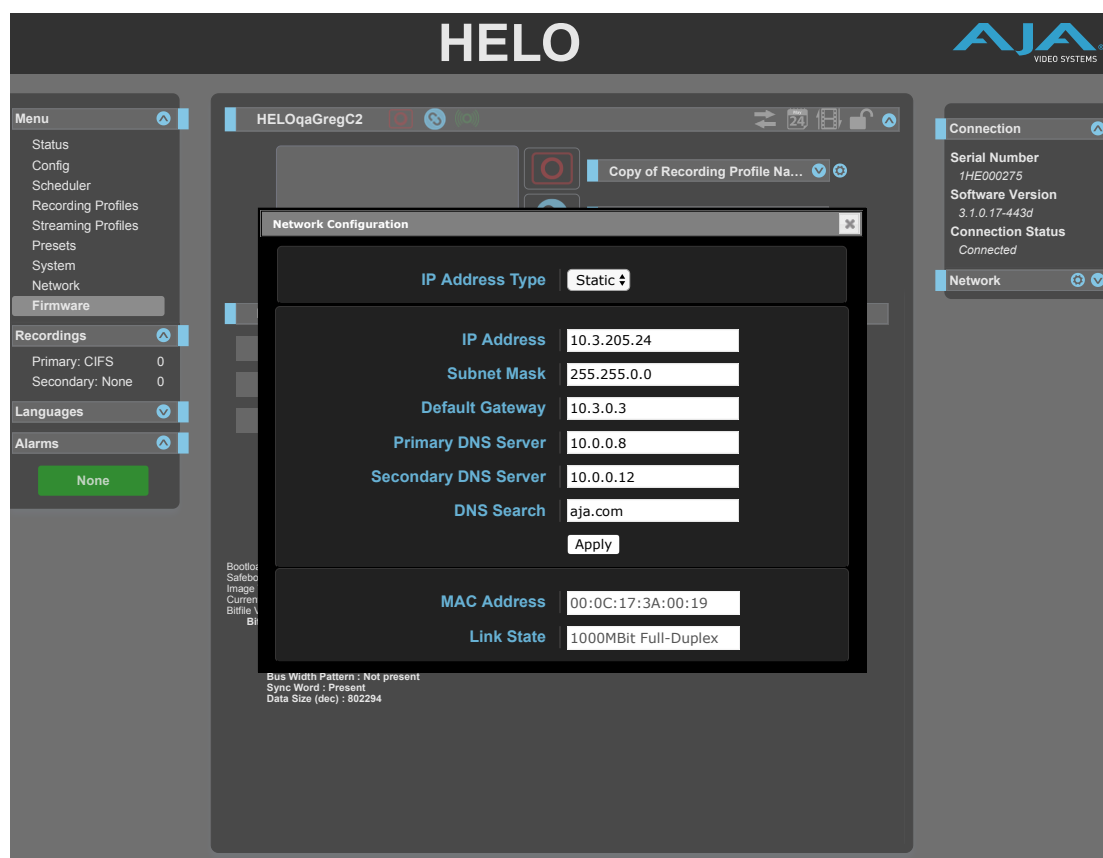 HELO
AJA
VIDEO SYSTEMS
Menu
Status
Config
Scheduler
Recording Profiles
Streaming Profiles
Presets
System
Network
Firmware
Recordings
Primary: CIFS 0
Secondary: None 0
Languages
Alarms
None
HELOqaGregC2
24
Copy of Recording Profile Na...
Network Configuration
IP Address Type Static
IP Address 10.3.205.24
Subnet Mask 255.255.0.0
Default Gateway 10.3.0.3
Primary DNS Server 10.0.0.8
Secondary DNS Server 10.0.0.12
DNS Search aja.com
Apply
MAC Address 00:0C:17:3A:00:19
Link State 1000MBit Full-Duplex
Image
Bus Width Pattern : Not present
Sync Word : Present
Data Size (dec) : 802294
Connection
Serial Number
1HE000275
Software Version
3.1.0.17-443d
Connection Status
Connected
Network